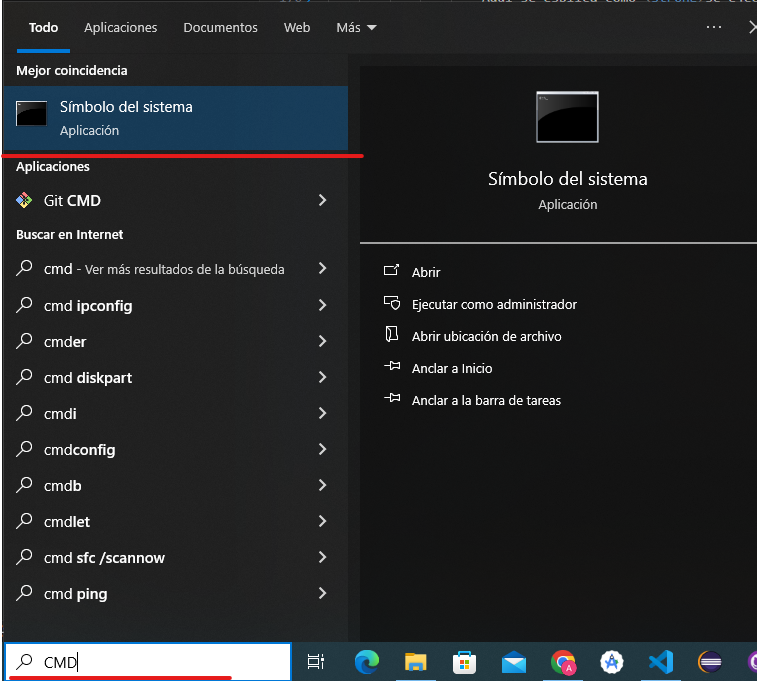 Todo Aplicaciones Documentos Web Más ...
Mejor coincidencia
Símbolo del sistema
Aplicación
Aplicaciones
Git CMD
Buscar en Internet
cmd - Ver más resultados de la búsqueda
cmd ipconfig
cmder
cmd diskpart
cmdi
cmdconfig
cmdb
cmdlet
cmd sfc /scannow
cmd ping
Símbolo del sistema
Aplicación
Abrir
Ejecutar como administrador
Abrir ubicación de archivo
Anclar a Inicio
Anclar a la barra de tareas
CMD
A